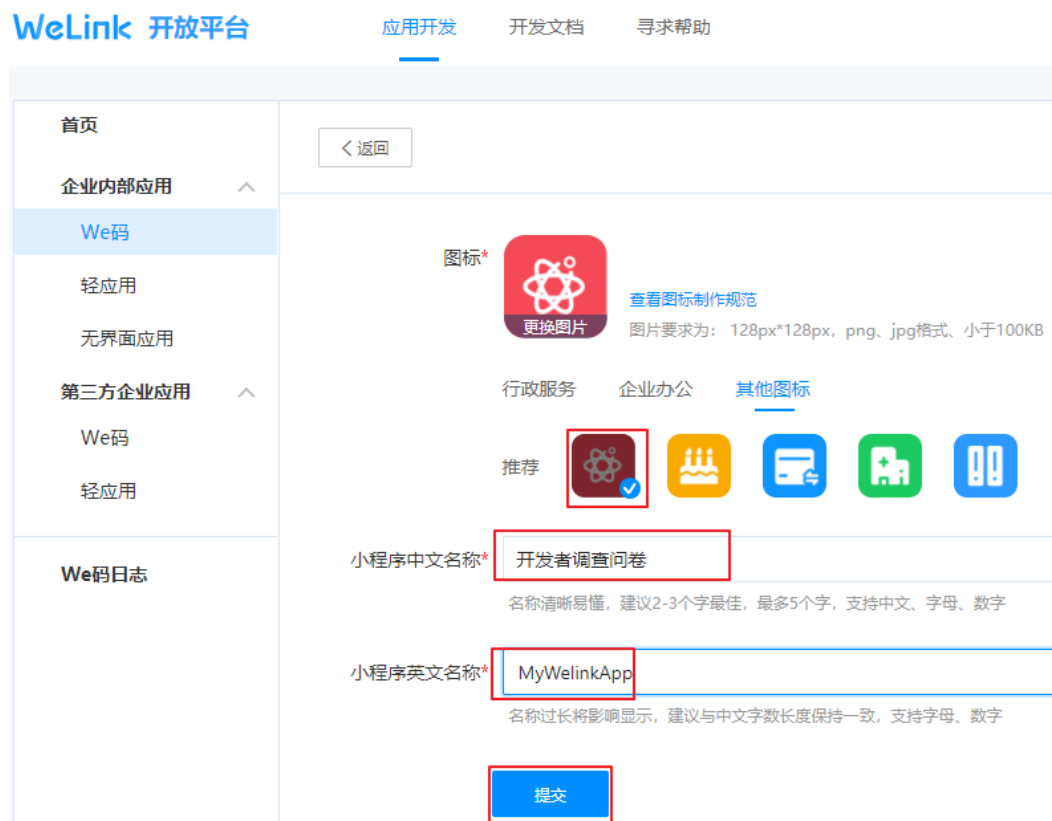 WeLink 开放平台
应用开发
开发文档
寻求帮助
首页
企业内部应用
We码
轻应用
无界面应用
第三方企业应用
We码
轻应用
We码日志
返回
图标*
更换图片
查看图标制作规范
图片要求为： 128px*128px，png、jpg格式、小于100KB
行政服务
企业办公
其他图标
推荐
小程序中文名称*
开发者调查问卷
名称清晰易懂，建议2-3个字最佳，最多5个字，支持中文、字母、数字
小程序英文名称*
MyWelinkApp
名称过长将影响显示，建议与中文字数长度保持一致，支持字母、数字
提交